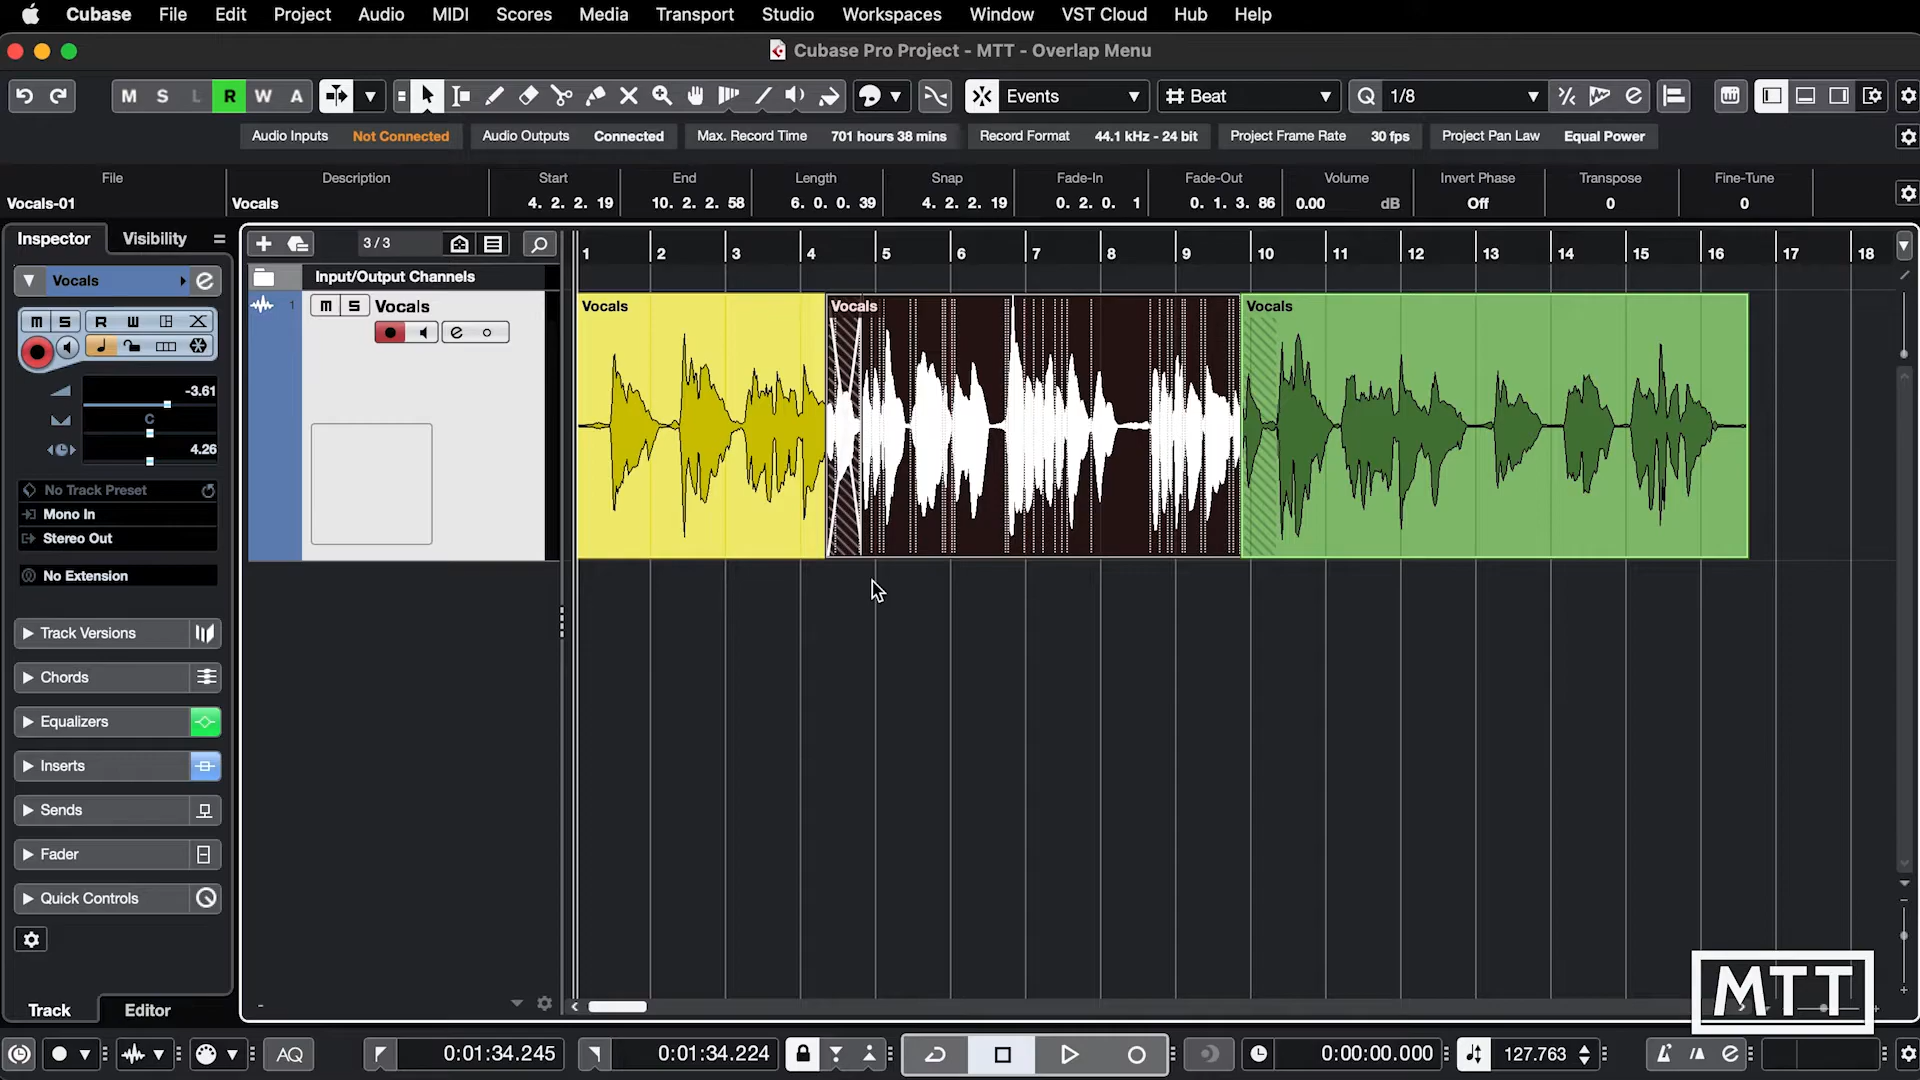 Cubase File Edit Project Audio MIDI Scores Media Transport Studio Workspaces Window VST Cloud Hub Help
Cubase Pro Project - MTT - Overlap Menu
M S L R W A Events Beat Q 1/8
Audio Inputs Not Connected Audio Outputs Connected Max. Record Time 701 hours 38 mins Record Format 44.1 kHz - 24 bit Project Frame Rate 30 fps Project Pan Law Equal Power
File Description Start End Length Snap Fade-In Fade-Out Volume Invert Phase Transpose Fine-Tune
Vocals-01 Vocals 4. 2. 2. 19 10. 2. 2. 58 6. 0. 0. 39 4. 2. 2. 19 0. 2. 0. 1 0. 1. 3. 86 0.00 dB Off 0 0
Inspector Visibility
3 / 3
1 2 3 4 5 6 7 8 9 10 11 12 13 14 15 16 17 18
Vocals
Input/Output Channels
1 m S Vocals
Vocals
Vocals
Vocals
m S R W
-3.61
C
4.26
No Track Preset
Mono In
Stereo Out
No Extension
Track Versions
Chords
Equalizers
Inserts
Sends
Fader
Quick Controls
Track Editor
MTT
AQ 0:01:34.245 0:01:34.224 0:00:00.000 127.763